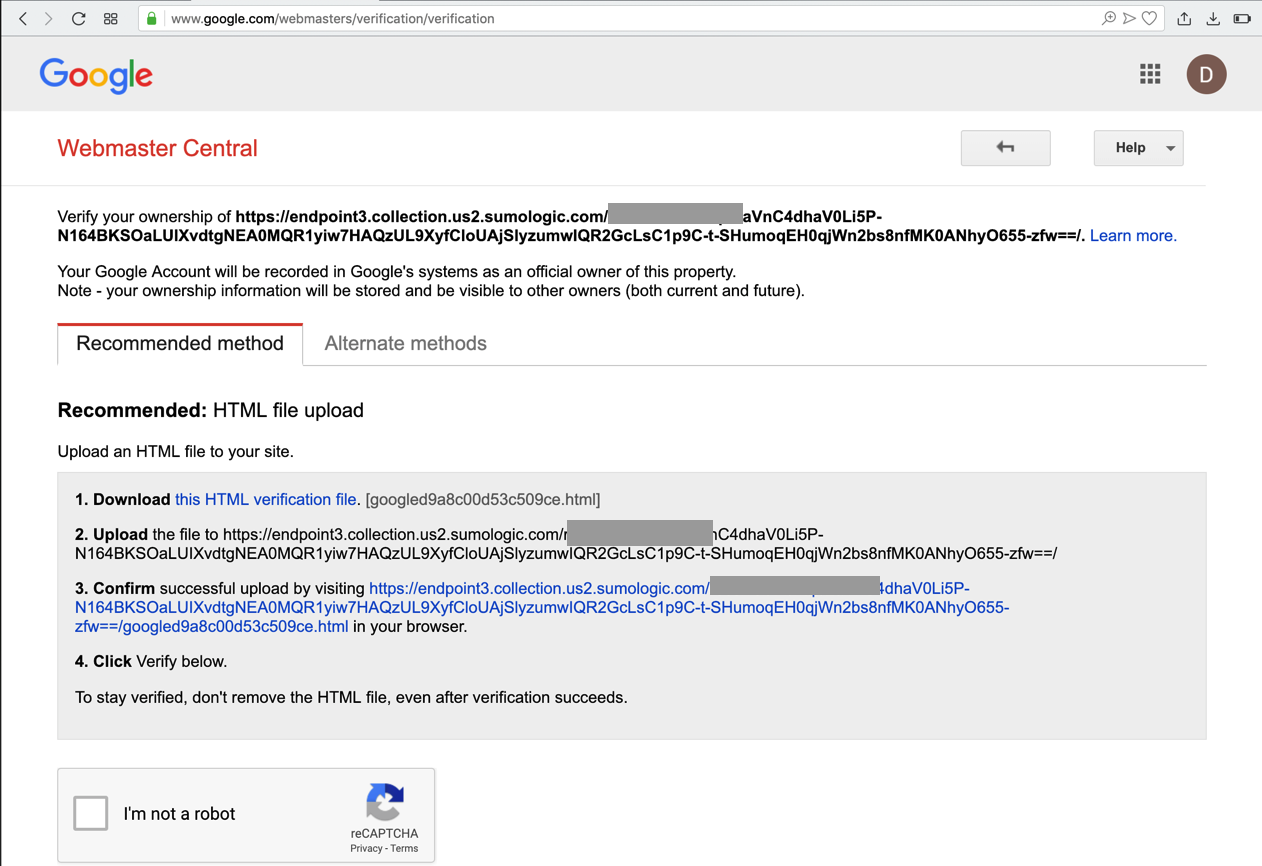 www.google.com/webmasters/verification/verification
Google
D
Webmaster Central
Help
Verify your ownership of https://endpoint3.collection.us2.sumologic.com/ aVnC4dhaV0Li5P-
N164BKSOaLUIXvdtgNEA0MQR1yiw7HAQzUL9XyfCloUAjSlyzumwIQR2GcLsC1p9C-t-SHumoqEH0qjWn2bs8nfMK0ANhyO655-zfw==/. Learn more.
Your Google Account will be recorded in Google's systems as an official owner of this property.
Note - your ownership information will be stored and be visible to other owners (both current and future).
Recommended method
Alternate methods
Recommended: HTML file upload
Upload an HTML file to your site.
1. Download this HTML verification file. [googled9a8c00d53c509ce.html]
2. Upload the file to https://endpoint3.collection.us2.sumologic.com/ C4dhaV0Li5P-
N164BKSOaLUIXvdtgNEA0MQR1yiw7HAQzUL9XyfCloUAjSlyzumwIQR2GcLsC1p9C-t-SHumoqEH0qjWn2bs8nfMK0ANhyO655-zfw==/
3. Confirm successful upload by visiting https://endpoint3.collection.us2.sumologic.com/ 4dhaV0Li5P-
N164BKSOaLUIXvdtgNEA0MQR1yiw7HAQzUL9XyfCloUAjSlyzumwIQR2GcLsC1p9C-t-SHumoqEH0qjWn2bs8nfMK0ANhyO655-
zfw==/googled9a8c00d53c509ce.html in your browser.
4. Click Verify below.
To stay verified, don't remove the HTML file, even after verification succeeds.
I'm not a robot
reCAPTCHA
Privacy - Terms